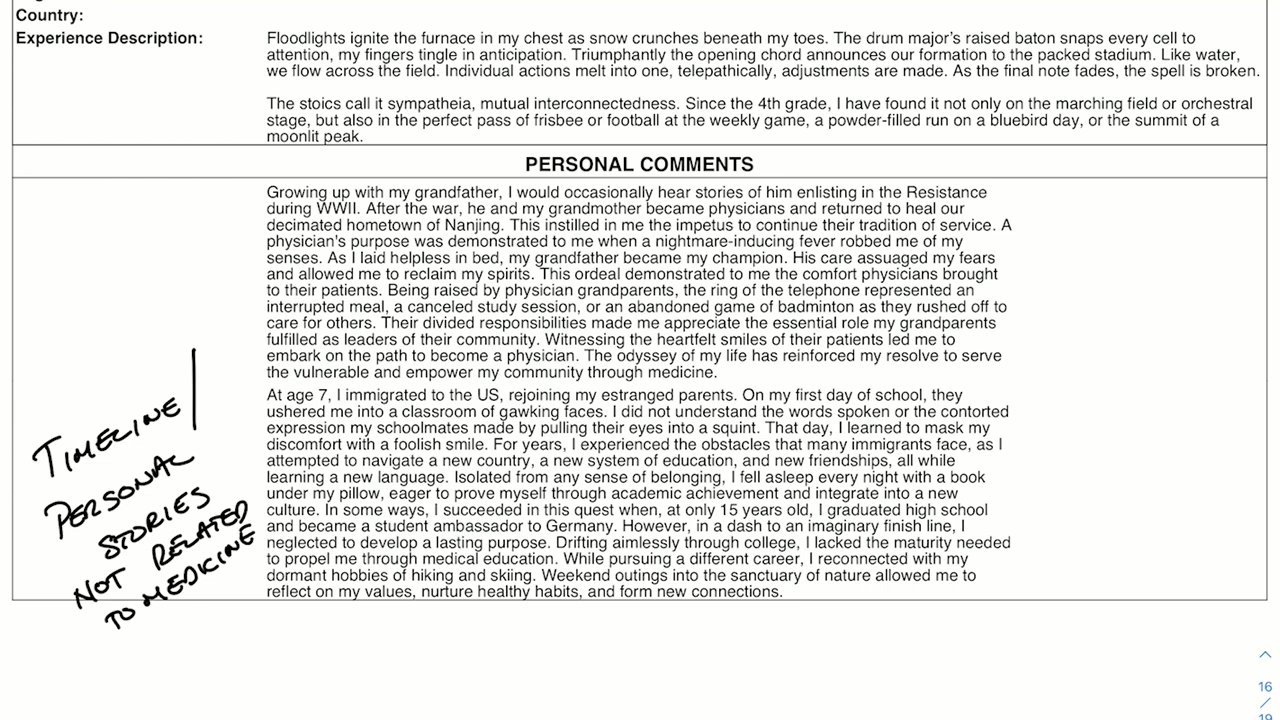 Country:
Experience Description:
Floodlights ignite the furnace in my chest as snow crunches beneath my toes. The drum major's raised baton snaps every cell to
attention, my fingers tingle in anticipation. Triumphantly the opening chord announces our formation to the packed stadium. Like water,
we flow across the field. Individual actions melt into one, telepathically, adjustments are made. As the final note fades, the spell is broken.
The stoics call it sympatheia, mutual interconnectedness. Since the 4th grade, I have found it not only on the marching field or orchestral
stage, but also in the perfect pass of frisbee or football at the weekly game, a powder-filled run on a bluebird day, or the summit of a
moonlit peak.
PERSONAL COMMENTS
Growing up with my grandfather, I would occasionally hear stories of him enlisting in the Resistance
during WWII. After the war, he and my grandmother became physicians and returned to heal our
decimated hometown of Nanjing. This instilled in me the impetus to continue their tradition of service. A
physician's purpose was demonstrated to me when a nightmare-inducing fever robbed me of my
senses. As I laid helpless in bed, my grandfather became my champion. His care assuaged my fears
and allowed me to reclaim my spirits. This ordeal demonstrated to me the comfort physicians brought
to their patients. Being raised by physician grandparents, the ring of the telephone represented an
interrupted meal, a canceled study session, or an abandoned game of badminton as they rushed off to
care for others. Their divided responsibilities made me appreciate the essential role my grandparents
fulfilled as leaders of their community. Witnessing the heartfelt smiles of their patients led me to
embark on the path to become a physician. The odyssey of my life has reinforced my resolve to serve
the vulnerable and empower my community through medicine.
At age 7, I immigrated to the US, rejoining my estranged parents. On my first day of school, they
ushered me into a classroom of gawking faces. I did not understand the words spoken or the contorted
expression my schoolmates made by pulling their eyes into a squint. That day, I learned to mask my
discomfort with a foolish smile. For years, I experienced the obstacles that many immigrants face, as I
attempted to navigate a new country, a new system of education, and new friendships, all while
learning a new language. Isolated from any sense of belonging, I fell asleep every night with a book
under my pillow, eager to prove myself through academic achievement and integrate into a new
culture. In some ways, I succeeded in this quest when, at only 15 years old, I graduated high school
and became a student ambassador to Germany. However, in a dash to an imaginary finish line, I
neglected to develop a lasting purpose. Drifting aimlessly through college, I lacked the maturity needed
to propel me through medical education. While pursuing a different career, I reconnected with my
dormant hobbies of hiking and skiing. Weekend outings into the sanctuary of nature allowed me to
reflect on my values, nurture healthy habits, and form new connections.
TIMELINE/
PERSONAL
STORIES
NOT RELATED
TO MEDICINE
16
/
19